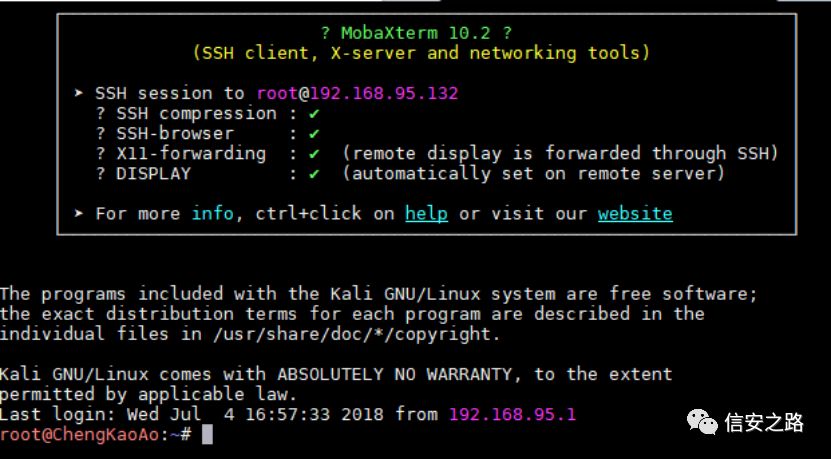 ? MobaXterm 10.2 ?
(SSH client, X-server and networking tools)
➤ SSH session to root@192.168.95.132
? SSH compression : ✔
? SSH-browser : ✔
? X11-forwarding : ✔ (remote display is forwarded through SSH)
? DISPLAY : ✔ (automatically set on remote server)
➤ For more info, ctrl+click on help or visit our website
The programs included with the Kali GNU/Linux system are free software;
the exact distribution terms for each program are described in the
individual files in /usr/share/doc/*/copyright.
Kali GNU/Linux comes with ABSOLUTELY NO WARRANTY, to the extent
permitted by applicable law.
Last login: Wed Jul  4 16:57:33 2018 from 192.168.95.1
root@ChengKaoAo:~#
信安之路